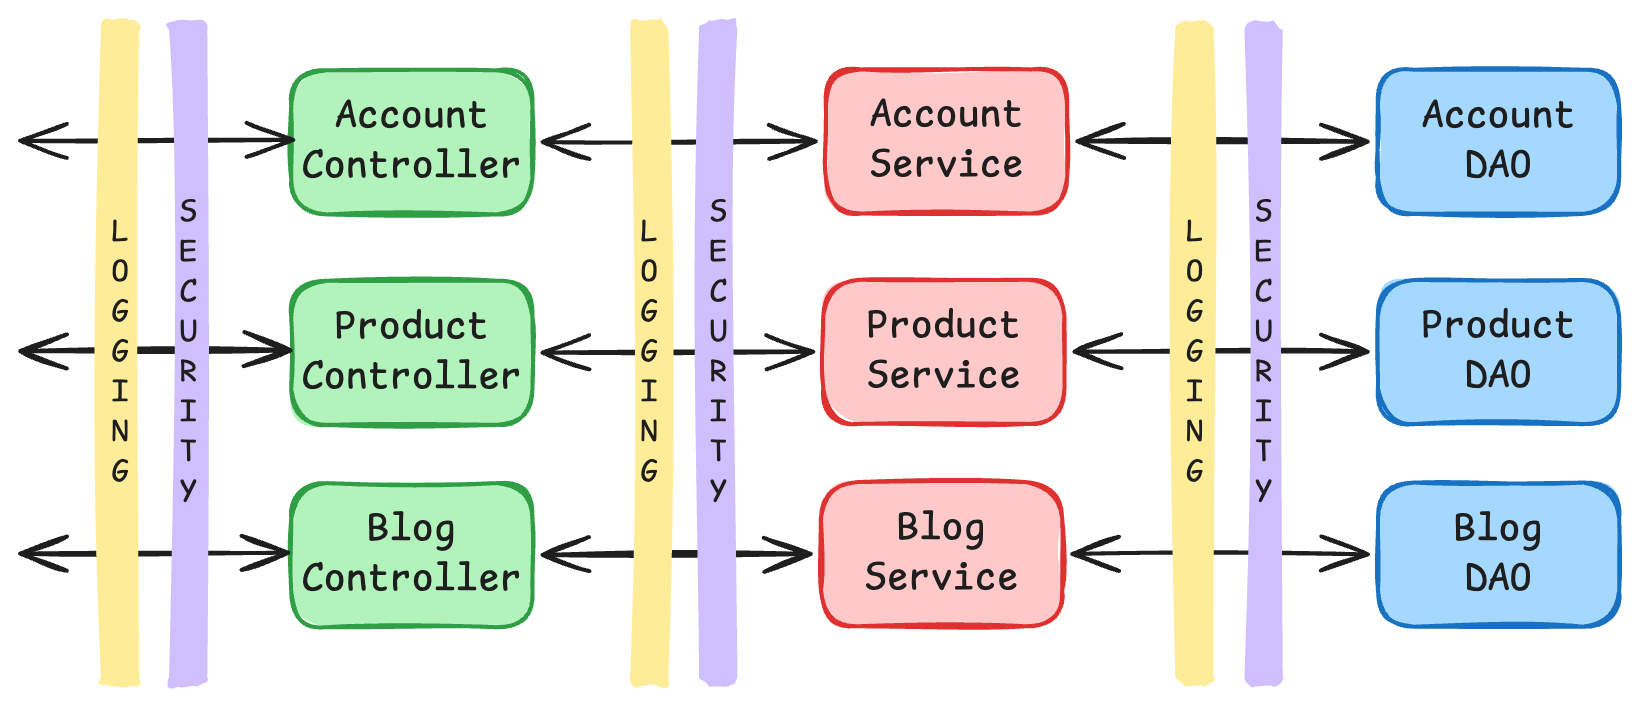 LOGGING
SECURITY
Account
Controller
LOGGING
SECURITY
Account
Service
LOGGING
SECURITY
Account
DAO
Product
Controller
Product
Service
Product
DAO
Blog
Controller
Blog
Service
Blog
DAO